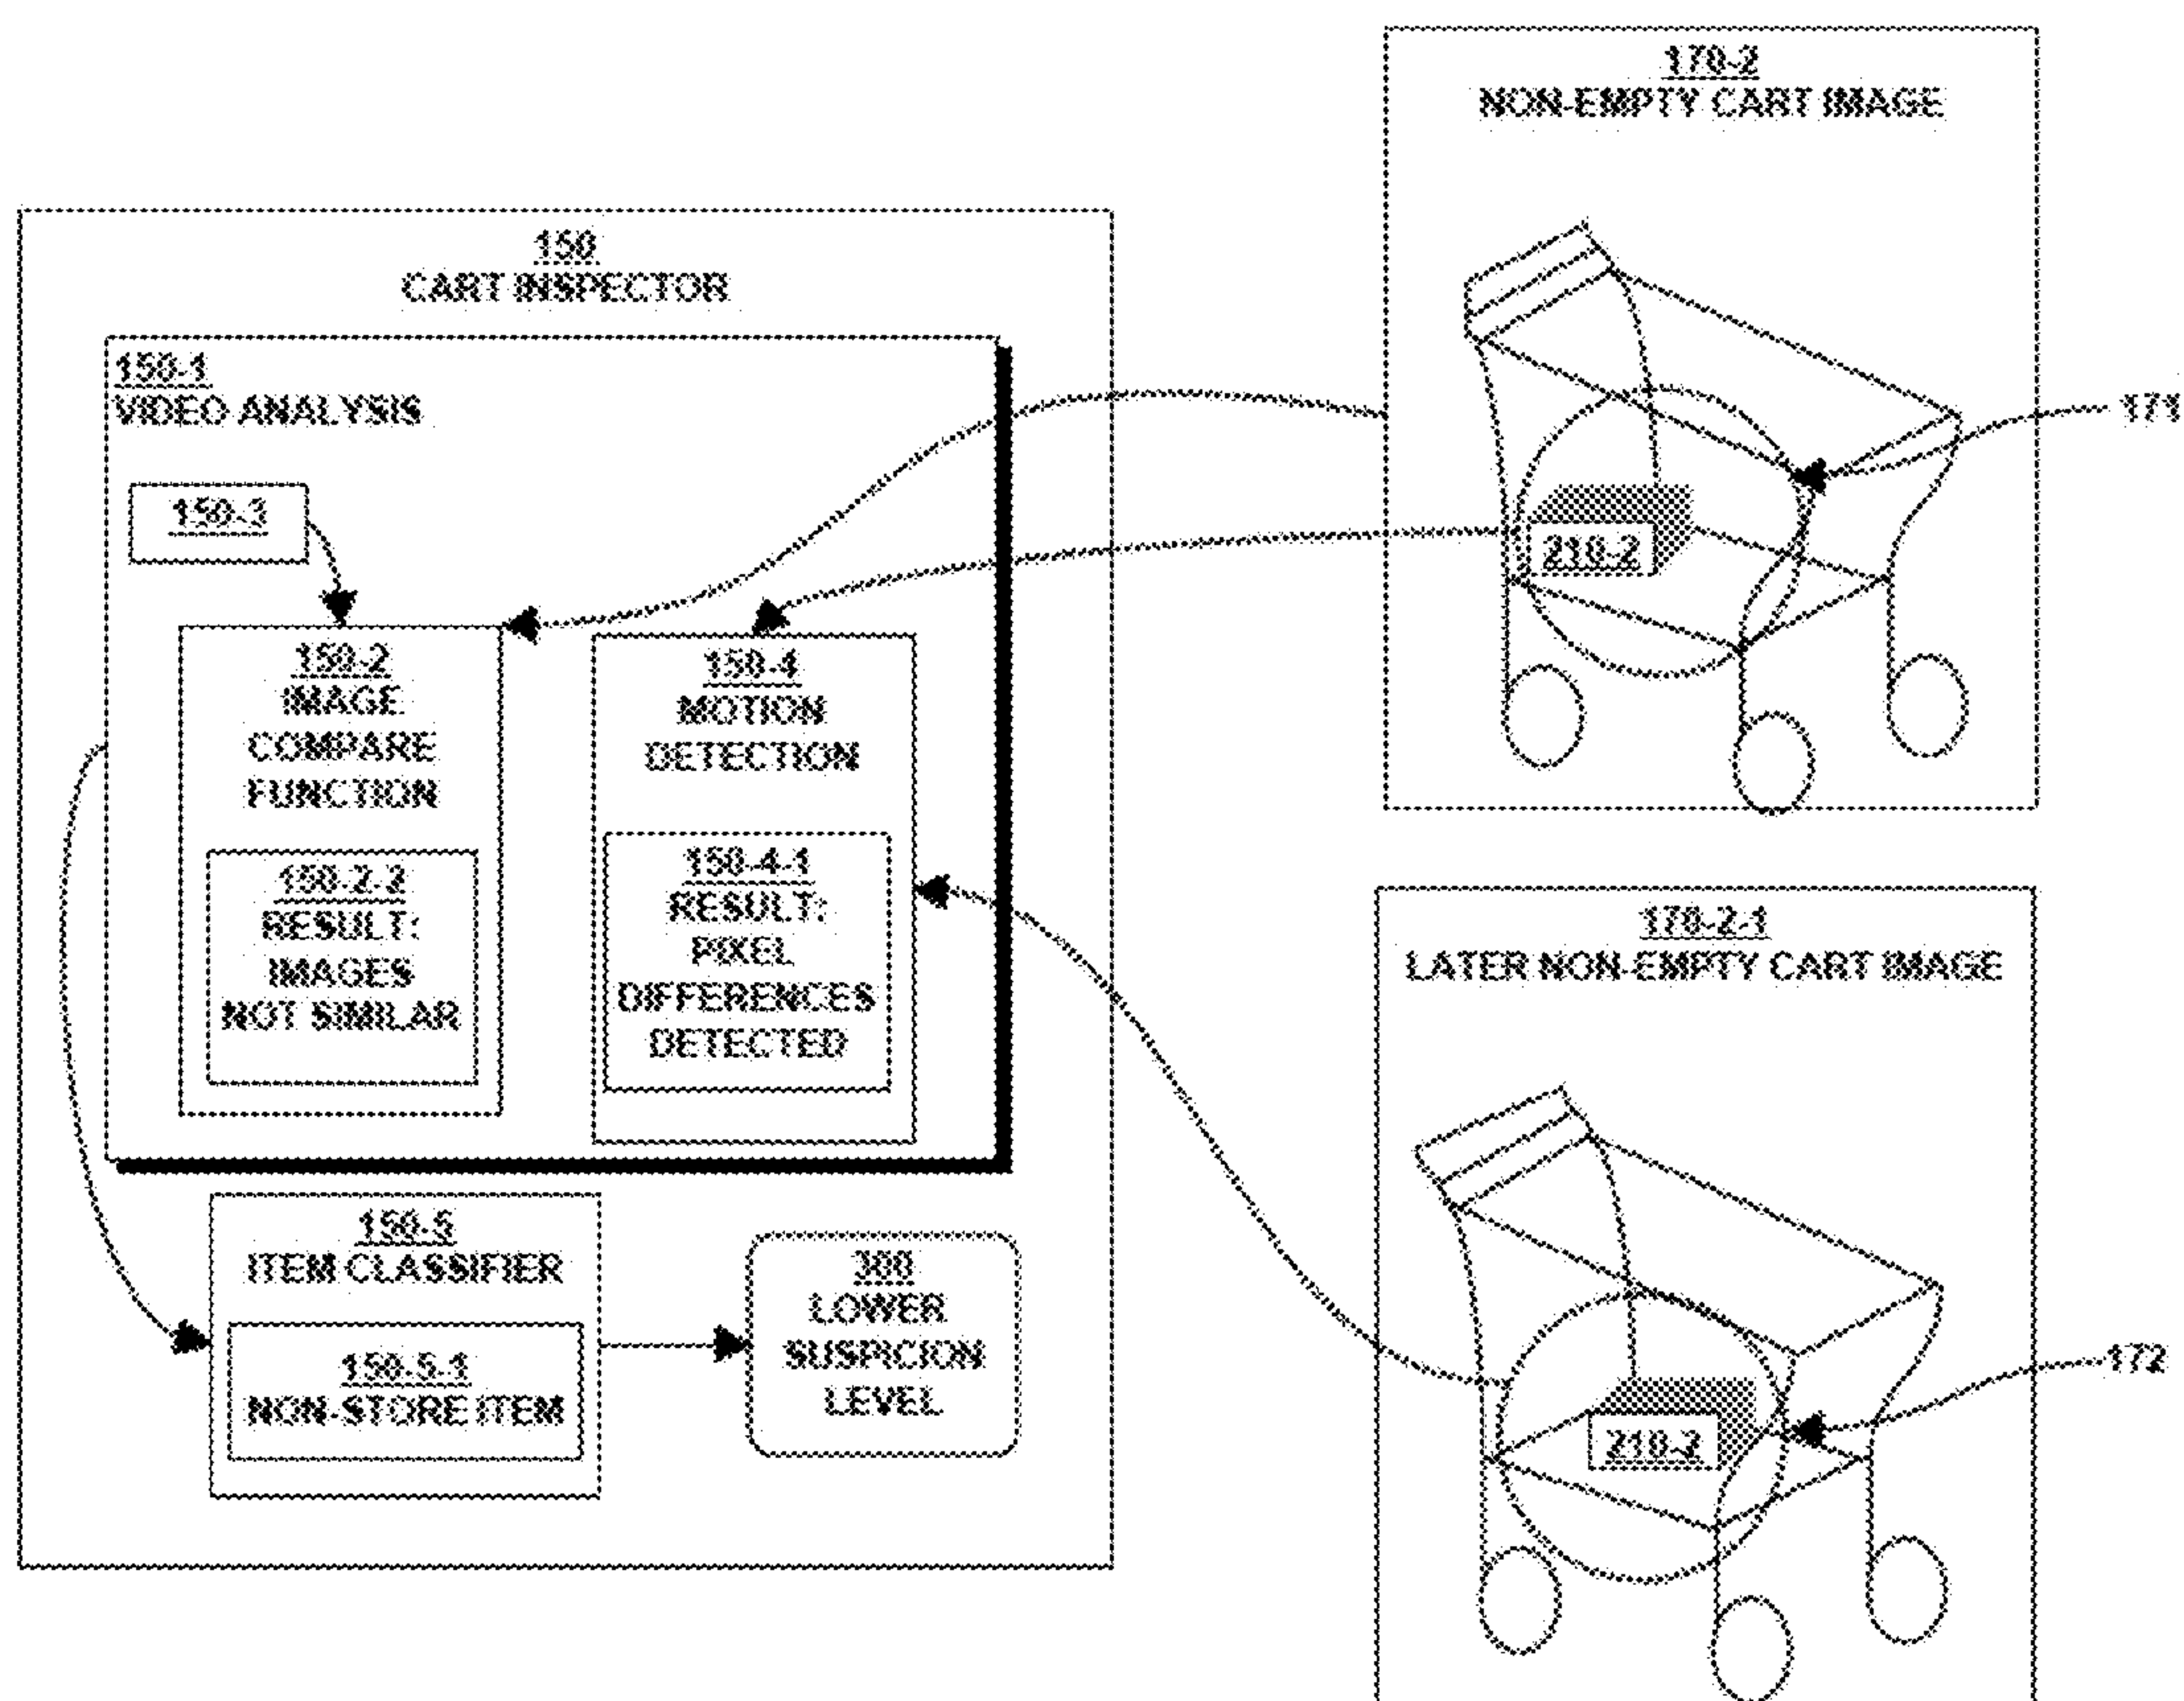 170-2
NON-EMPTY CART IMAGE
171
210-2
150
CART INSPECTOR
150-1
VIDEO ANALYSIS
150-3
150-2
IMAGE
COMPARE
FUNCTION
150-2-2
RESULT:
IMAGES
NOT SIMILAR
150-4
MOTION
DETECTION
150-4-1
RESULT:
PIXEL
DIFFERENCES
DETECTED
150-5
ITEM CLASSIFIER
150-5-1
NON-STORE ITEM
300
LOWER
SUSPICION
LEVEL
170-2-1
LATER NON-EMPTY CART IMAGE
172
210-2